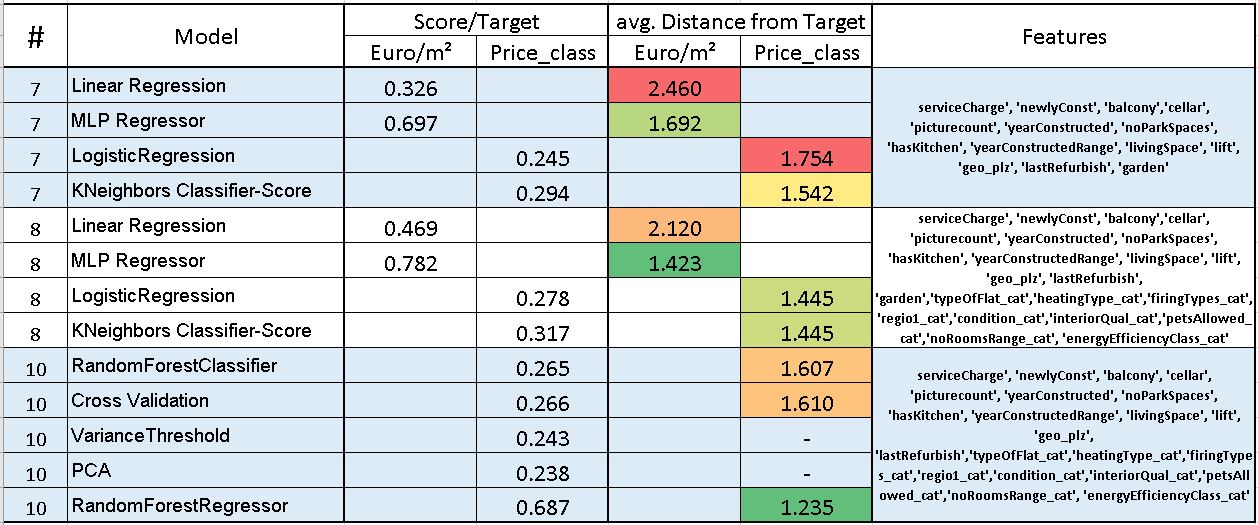 # Model Score/Target avg. Distance from Target Features
Euro/m² Price_class Euro/m² Price_class
7 Linear Regression 0.326 2.460
7 MLP Regressor 0.697 1.692
7 LogisticRegression 0.245 1.754
7 KNeighbors Classifier-Score 0.294 1.542
serviceCharge', 'newlyConst', 'balcony','cellar',
'picturecount', 'yearConstructed', 'noParkSpaces',
'hasKitchen', 'yearConstructedRange', 'livingSpace', 'lift',
'geo_plz', 'lastRefurbish', 'garden'
8 Linear Regression 0.469 2.120
8 MLP Regressor 0.782 1.423
8 LogisticRegression 0.278 1.445
8 KNeighbors Classifier-Score 0.317 1.445
serviceCharge', 'newlyConst', 'balcony','cellar',
'picturecount', 'yearConstructed', 'noParkSpaces',
'hasKitchen', 'yearConstructedRange', 'livingSpace', 'lift',
'geo_plz', 'lastRefurbish',
'garden','typeOfFlat_cat','heatingType_cat','firingTypes_cat',
'regio1_cat','condition_cat','interiorQual_cat','petsAllowed_
cat','noRoomsRange_cat', 'energyEfficiencyClass_cat'
10 RandomForestClassifier 0.265 1.607
10 Cross Validation 0.266 1.610
10 VarianceThreshold 0.243 -
10 PCA 0.238 -
10 RandomForestRegressor 0.687 1.235
serviceCharge', 'newlyConst', 'balcony', 'cellar',
'picturecount', 'yearConstructed', 'noParkSpaces',
'hasKitchen', 'yearConstructedRange', 'livingSpace', 'lift',
'geo_plz',
'lastRefurbish','typeOfFlat_cat','heatingType_cat','firingType
s_cat','regio1_cat','condition_cat','interiorQual_cat','petsAl
lowed_cat','noRoomsRange_cat', 'energyEfficiencyClass_cat'